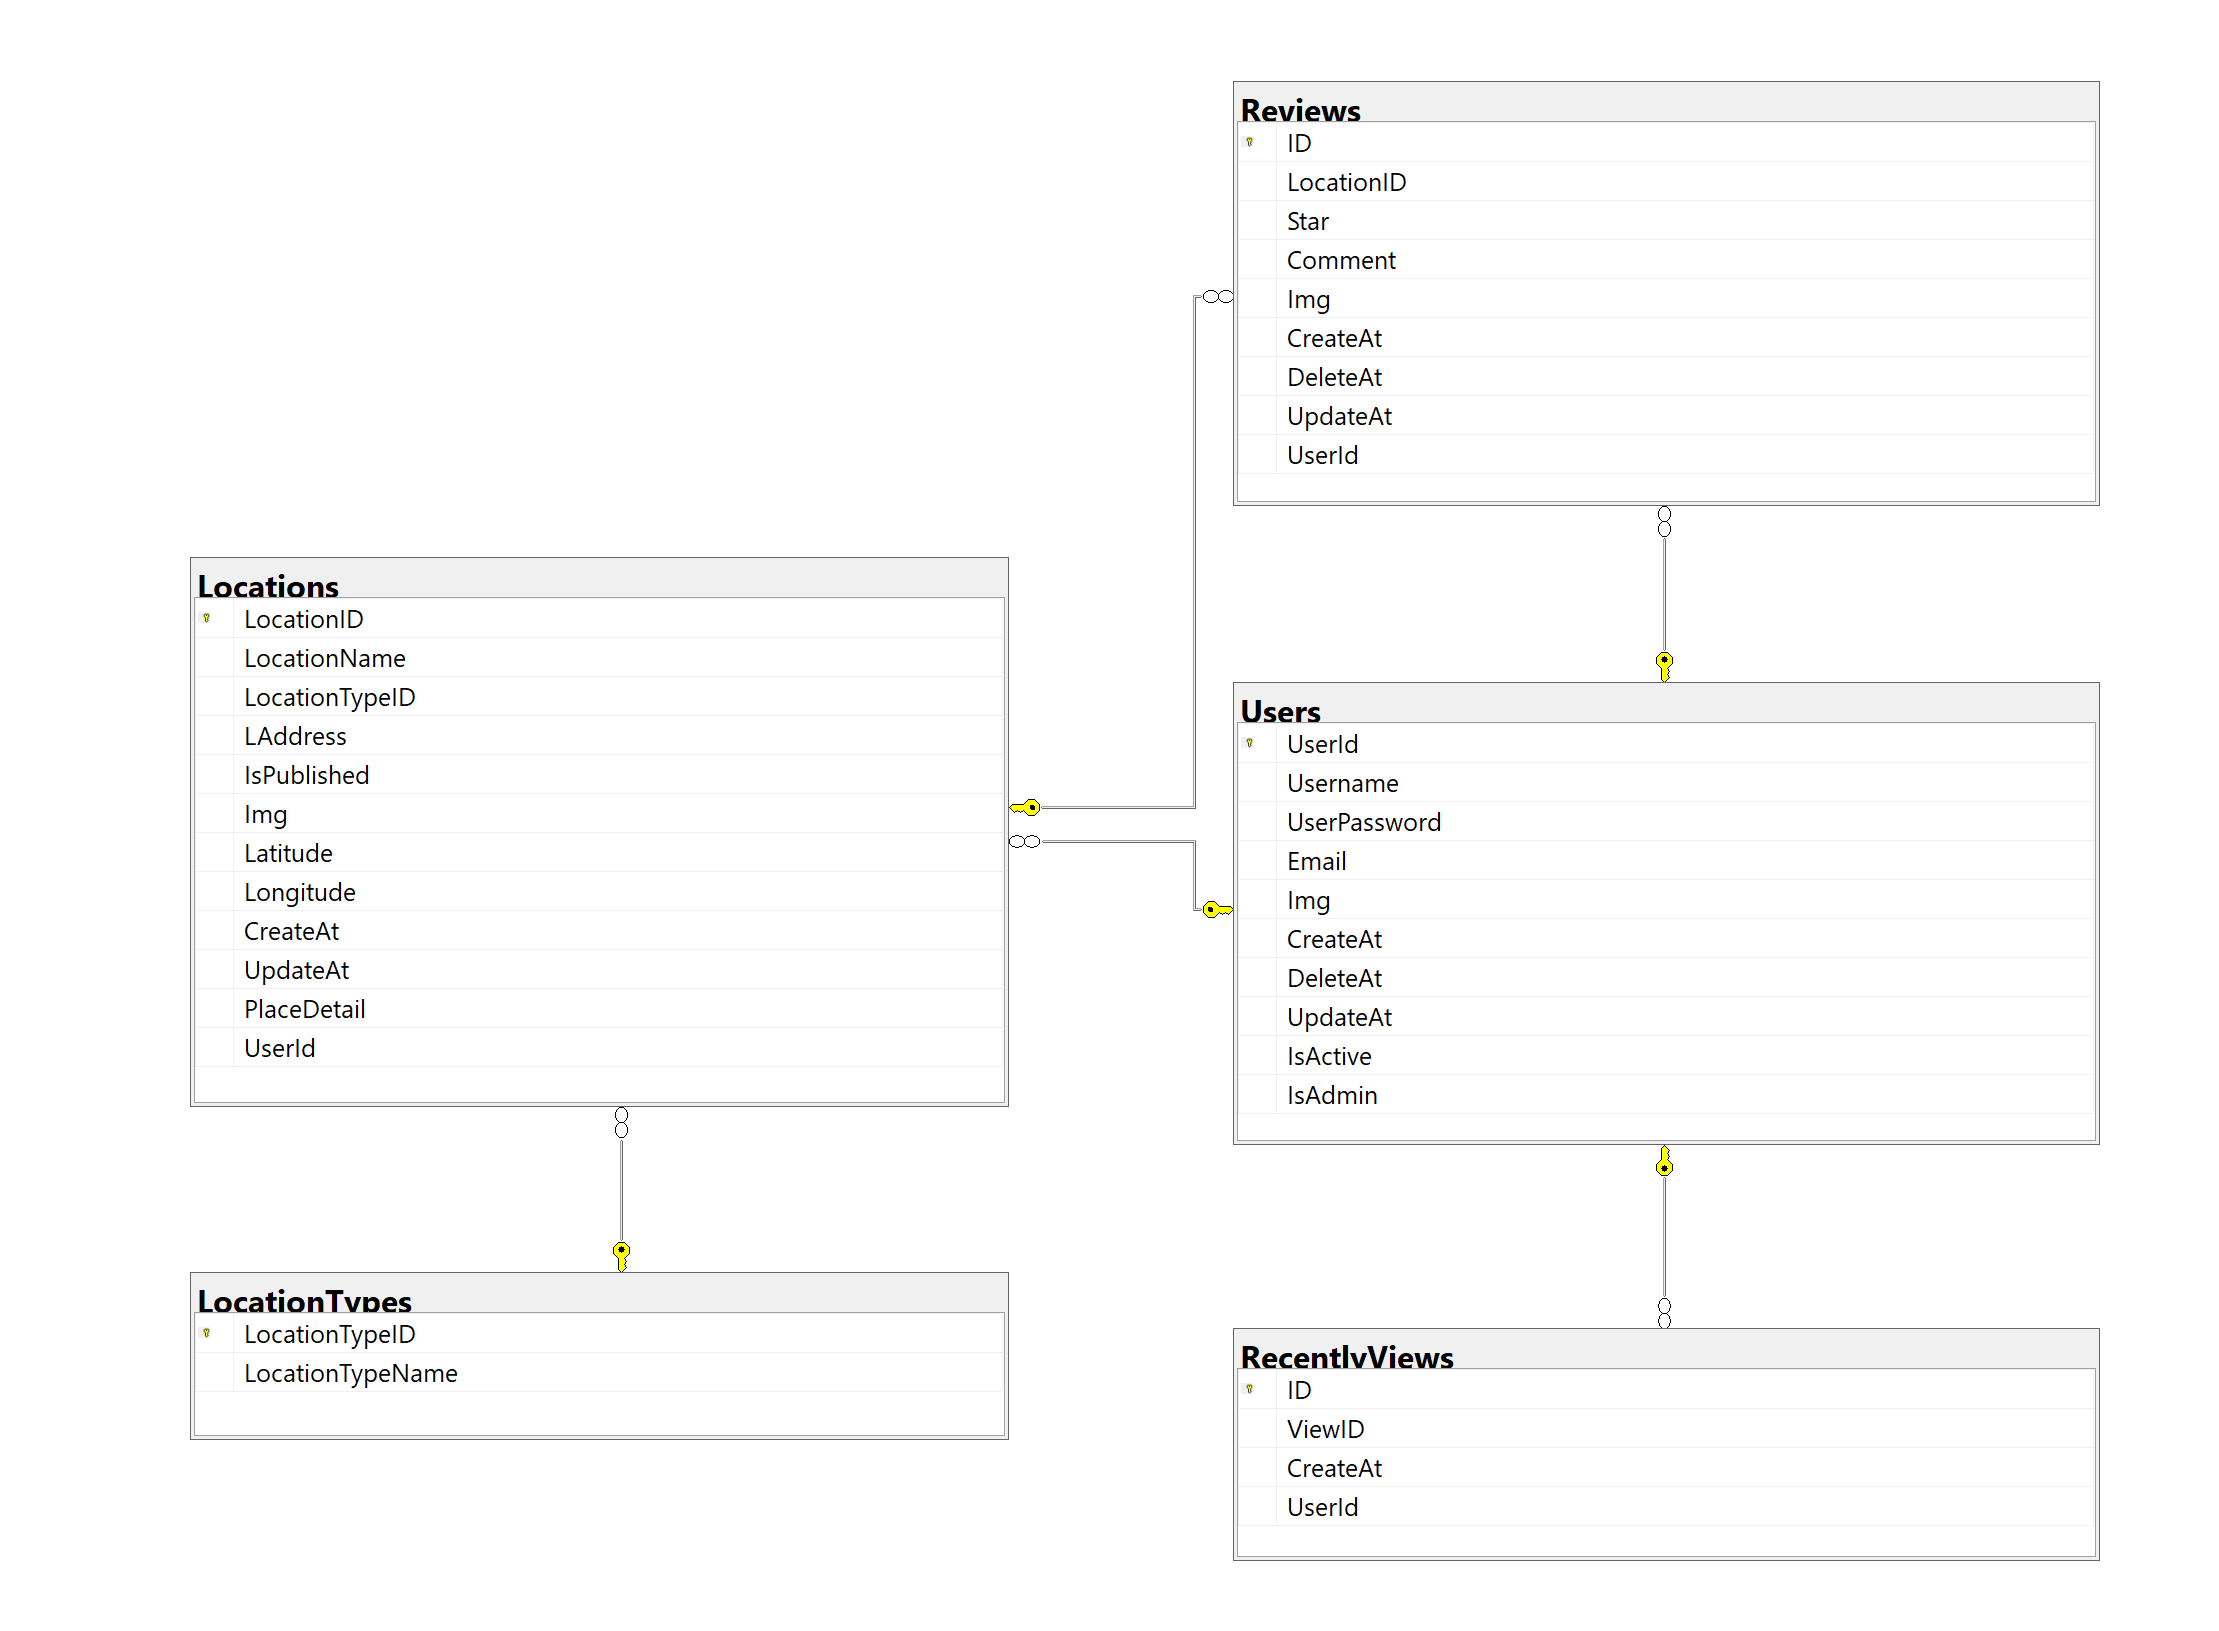 Reviews
ID
LocationID
Star
Comment
Img
CreateAt
DeleteAt
UpdateAt
UserId
Locations
LocationID
LocationName
LocationTypeID
LAddress
IsPublished
Img
Latitude
Longitude
CreateAt
UpdateAt
PlaceDetail
UserId
Users
UserId
Username
UserPassword
Email
Img
CreateAt
DeleteAt
UpdateAt
IsActive
IsAdmin
LocationTypes
LocationTypeID
LocationTypeName
RecentlyViews
ID
ViewID
CreateAt
UserId